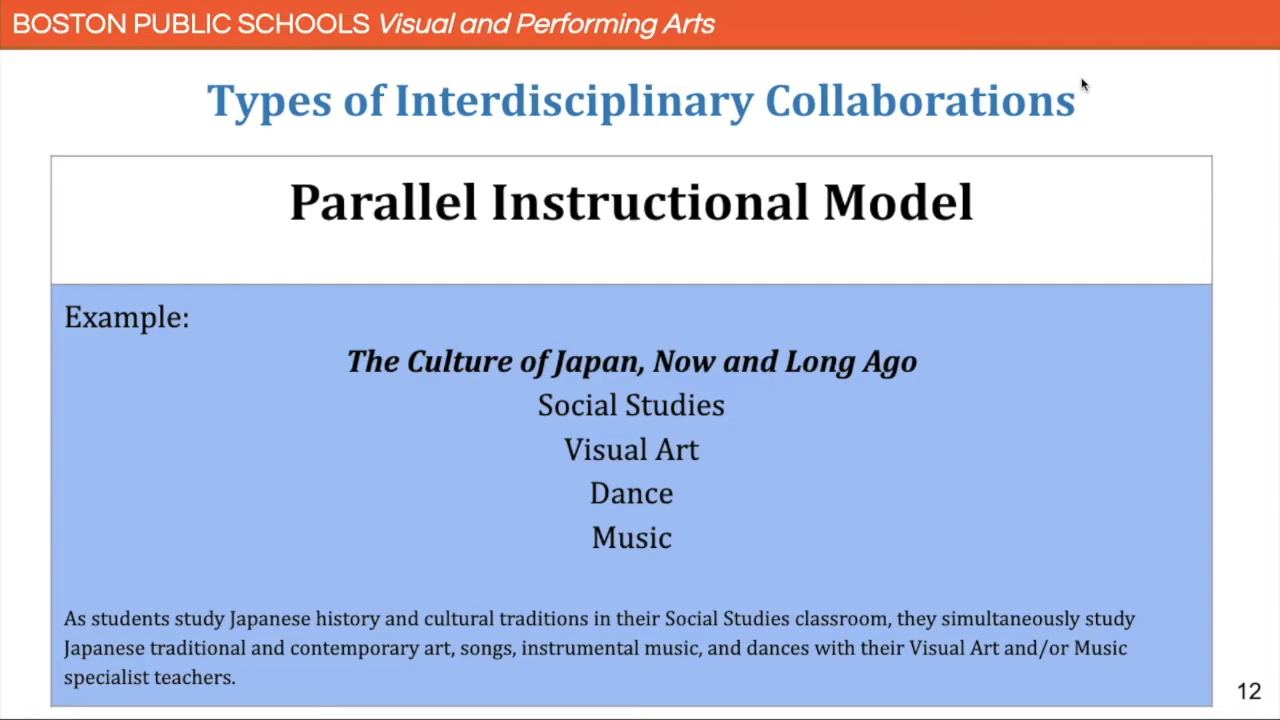 BOSTON PUBLIC SCHOOLS Visual and Performing Arts
Types of Interdisciplinary Collaborations
Parallel Instructional Model
Example:
The Culture of Japan, Now and Long Ago
Social Studies
Visual Art
Dance
Music
As students study Japanese history and cultural traditions in their Social Studies classroom, they simultaneously study
Japanese traditional and contemporary art, songs, instrumental music, and dances with their Visual Art and/or Music
specialist teachers.
12